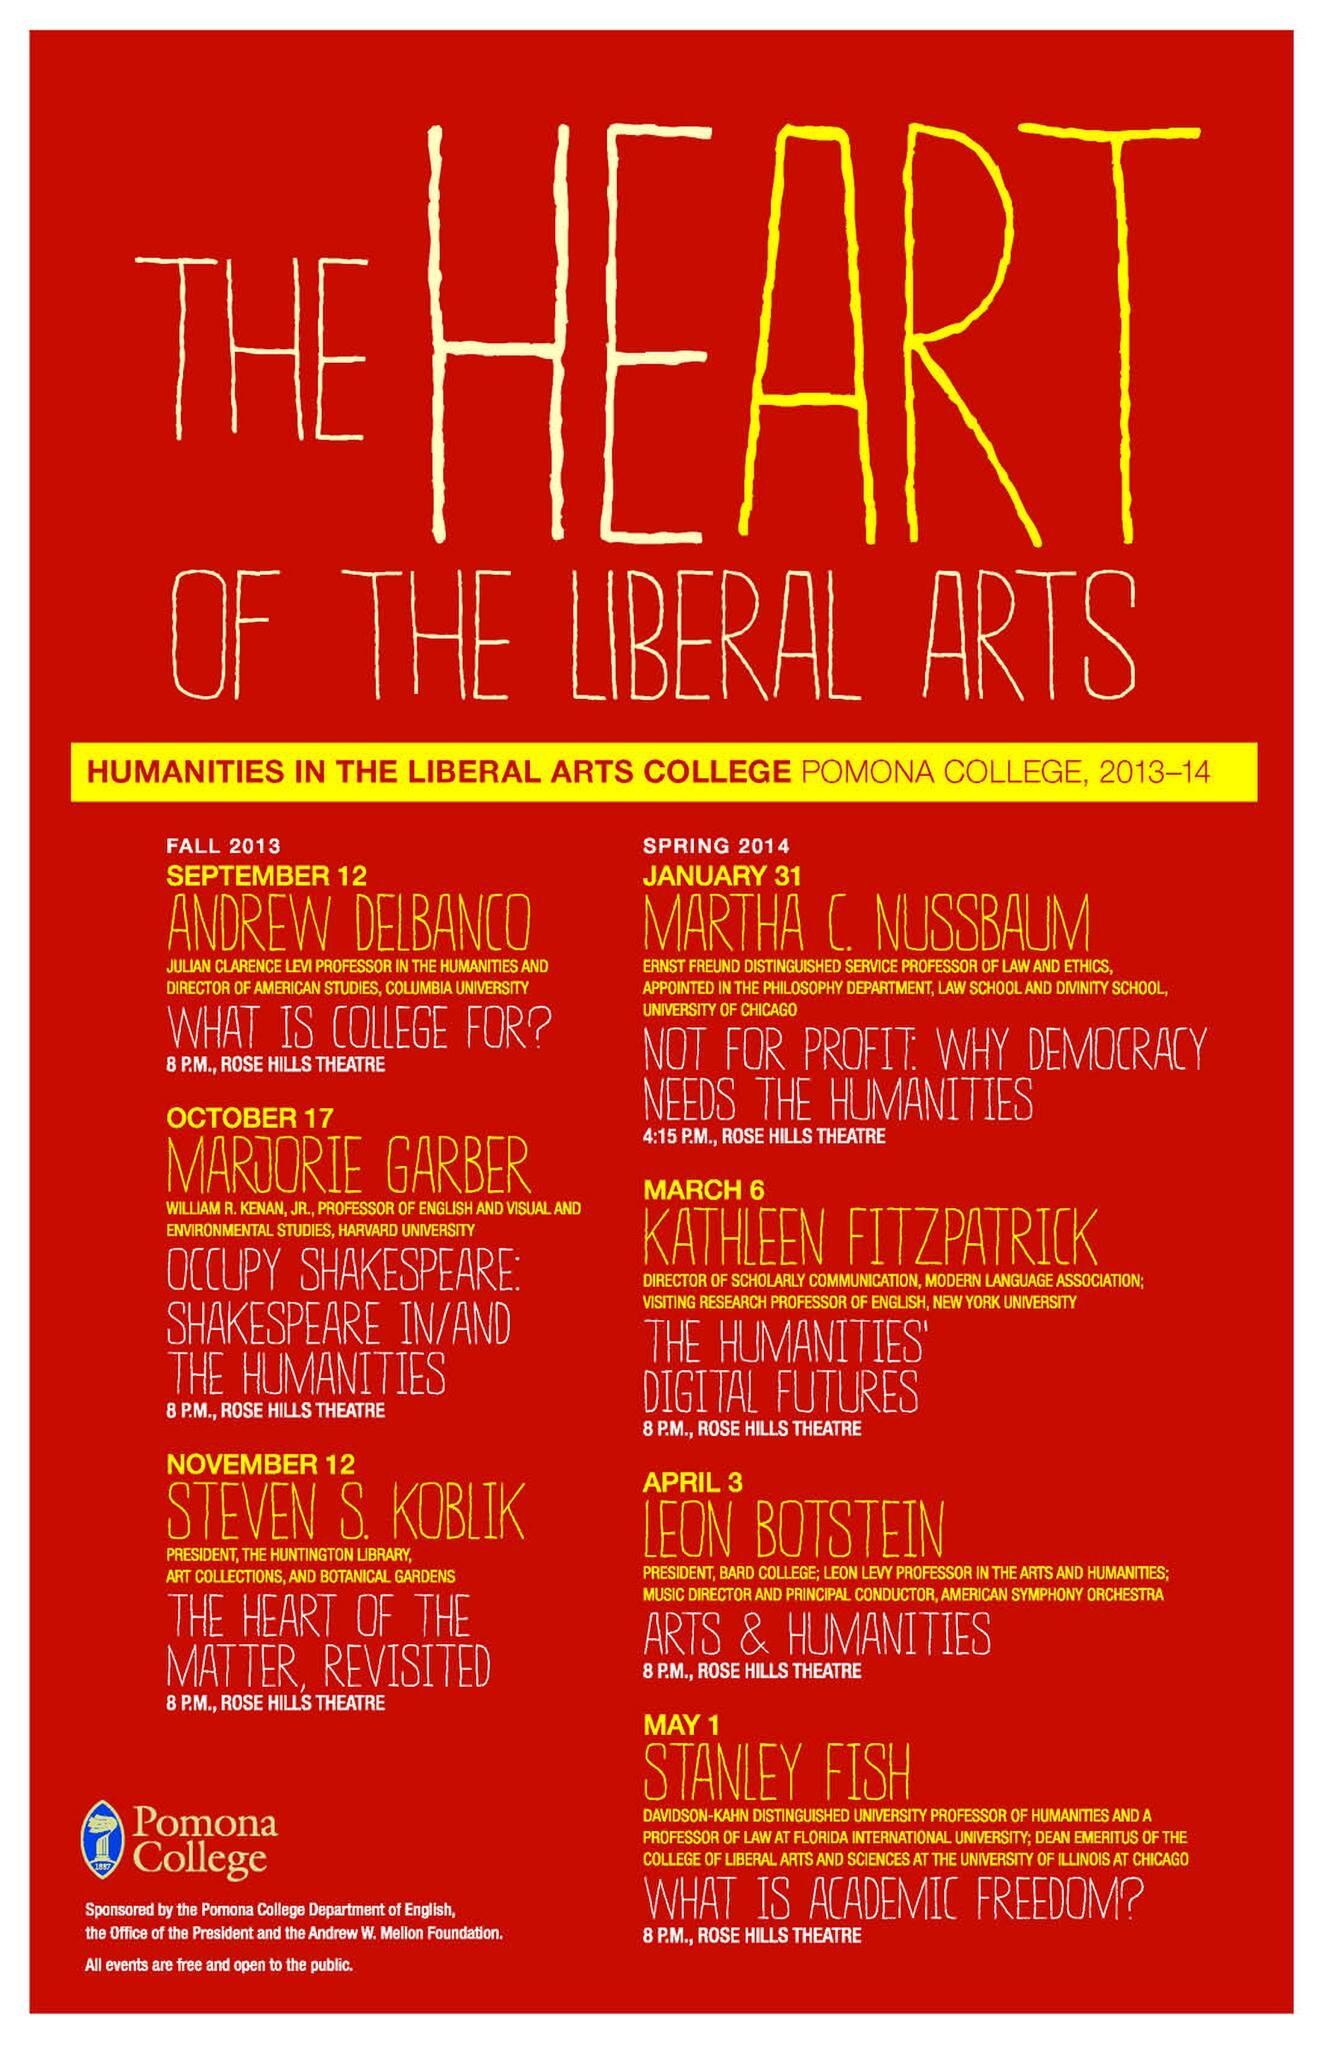 THE HEART
OF THE LIBERAL ARTS
HUMANITIES IN THE LIBERAL ARTS COLLEGE POMONA COLLEGE, 2013–14
FALL 2013
SEPTEMBER 12
ANDREW DELBANCO
JULIAN CLARENCE LEVI PROFESSOR IN THE HUMANITIES AND
DIRECTOR OF AMERICAN STUDIES, COLUMBIA UNIVERSITY
WHAT IS COLLEGE FOR?
8 P.M., ROSE HILLS THEATRE
OCTOBER 17
MARJORIE GARBER
WILLIAM R. KENAN, JR., PROFESSOR OF ENGLISH AND VISUAL AND
ENVIRONMENTAL STUDIES, HARVARD UNIVERSITY
OCCUPY SHAKESPEARE:
SHAKESPEARE IN/AND
THE HUMANITIES
8 P.M., ROSE HILLS THEATRE
NOVEMBER 12
STEVEN S. KOBLIK
PRESIDENT, THE HUNTINGTON LIBRARY,
ART COLLECTIONS, AND BOTANICAL GARDENS
THE HEART OF THE
MATTER, REVISITED
8 P.M., ROSE HILLS THEATRE
SPRING 2014
JANUARY 31
MARTHA C. NUSSBAUM
ERNST FREUND DISTINGUISHED SERVICE PROFESSOR OF LAW AND ETHICS,
APPOINTED IN THE PHILOSOPHY DEPARTMENT, LAW SCHOOL AND DIVINITY SCHOOL,
UNIVERSITY OF CHICAGO
NOT FOR PROFIT: WHY DEMOCRACY
NEEDS THE HUMANITIES
4:15 P.M., ROSE HILLS THEATRE
MARCH 6
KATHLEEN FITZPATRICK
DIRECTOR OF SCHOLARLY COMMUNICATION, MODERN LANGUAGE ASSOCIATION;
VISITING RESEARCH PROFESSOR OF ENGLISH, NEW YORK UNIVERSITY
THE HUMANITIES'
DIGITAL FUTURES
8 P.M., ROSE HILLS THEATRE
APRIL 3
LEON BOTSTEIN
PRESIDENT, BARD COLLEGE; LEON LEVY PROFESSOR IN THE ARTS AND HUMANITIES;
MUSIC DIRECTOR AND PRINCIPAL CONDUCTOR, AMERICAN SYMPHONY ORCHESTRA
ARTS & HUMANITIES
8 P.M., ROSE HILLS THEATRE
MAY 1
STANLEY FISH
DAVIDSON-KAHN DISTINGUISHED UNIVERSITY PROFESSOR OF HUMANITIES AND A
PROFESSOR OF LAW AT FLORIDA INTERNATIONAL UNIVERSITY; DEAN EMERITUS OF THE
COLLEGE OF LIBERAL ARTS AND SCIENCES AT THE UNIVERSITY OF ILLINOIS AT CHICAGO
WHAT IS ACADEMIC FREEDOM?
8 P.M., ROSE HILLS THEATRE
1887
Pomona
College
Sponsored by the Pomona College Department of English,
the Office of the President and the Andrew W. Mellon Foundation.
All events are free and open to the public.